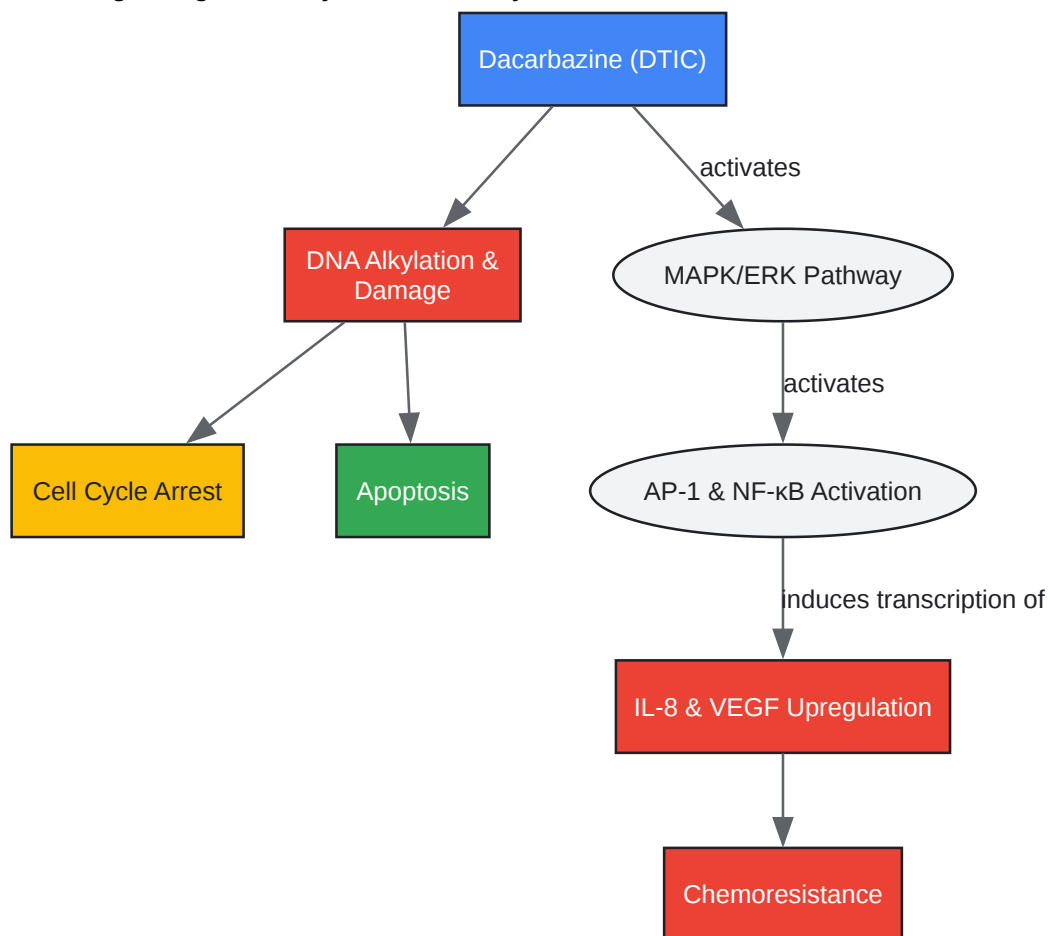 Dacarbazine (DTIC)
activates
DNA Alkylation &
Damage
MAPK/ERK Pathway
activates
Cell Cycle Arrest
Apoptosis
AP-1 & NF-κB Activation
induces transcription of
IL-8 & VEGF Upregulation
Chemoresistance